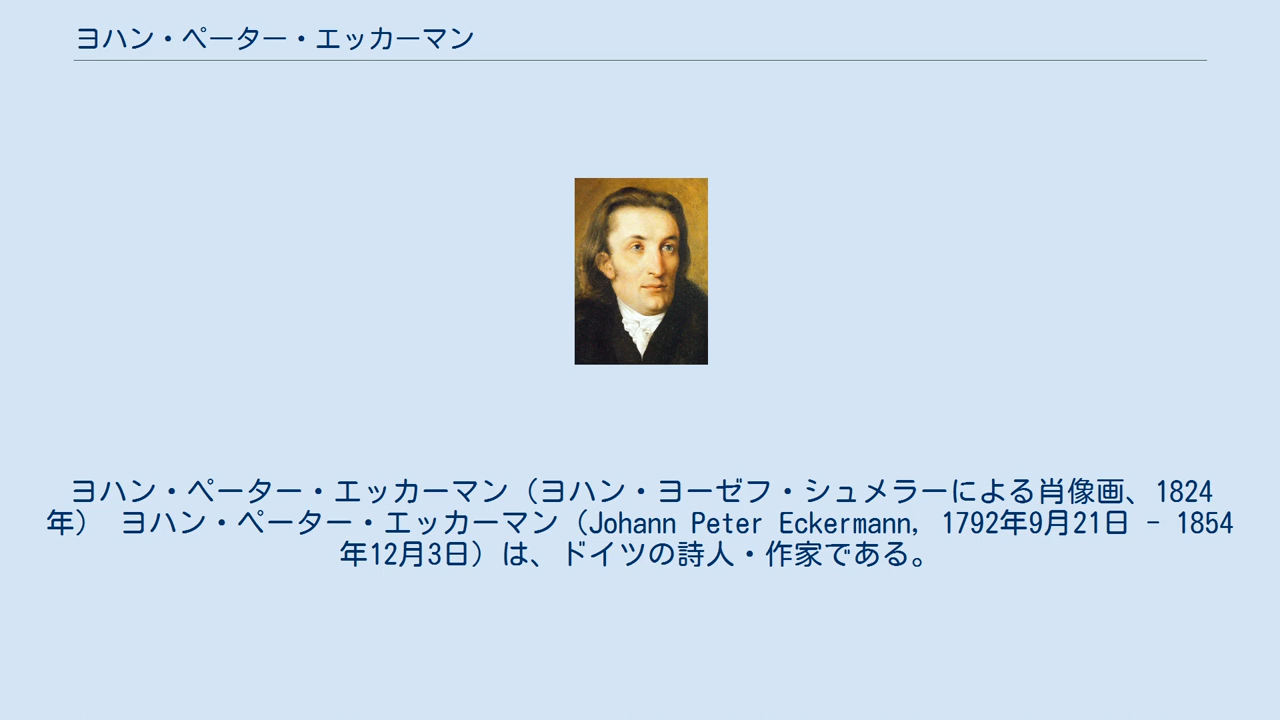 ヨハン・ペーター・エッカーマン
ヨハン・ペーター・エッカーマン（ヨハン・ヨーゼフ・シュメラーによる肖像画、1824
年） ヨハン・ペーター・エッカーマン（Johann Peter Eckermann, 1792年9月21日 - 1854
年12月3日）は、ドイツの詩人・作家である。